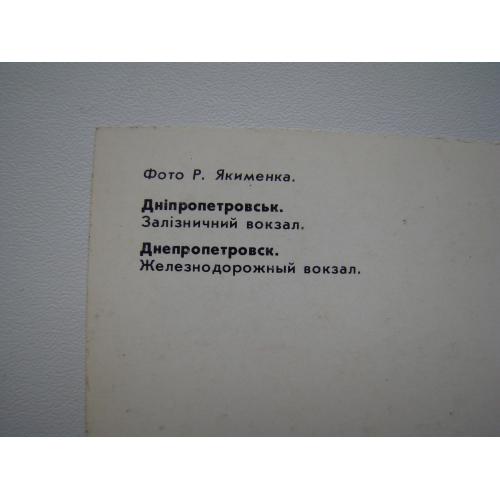 Фото Р. Якименка.
Дніпропетровськ.
Залізничний вокзал.
Днепропетровск.
Железнодорожный вокзал.